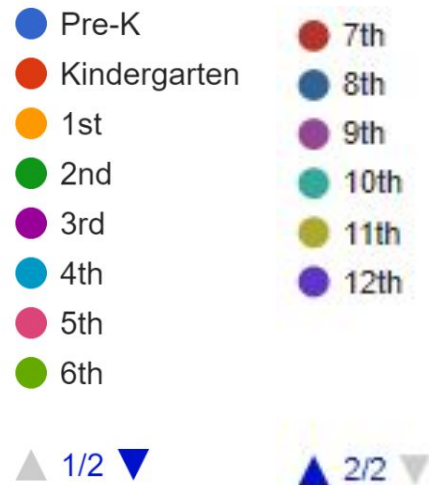 Pre-K
Kindergarten
1st
2nd
3rd
4th
5th
6th
1/2
7th
8th
9th
10th
11th
12th
2/2